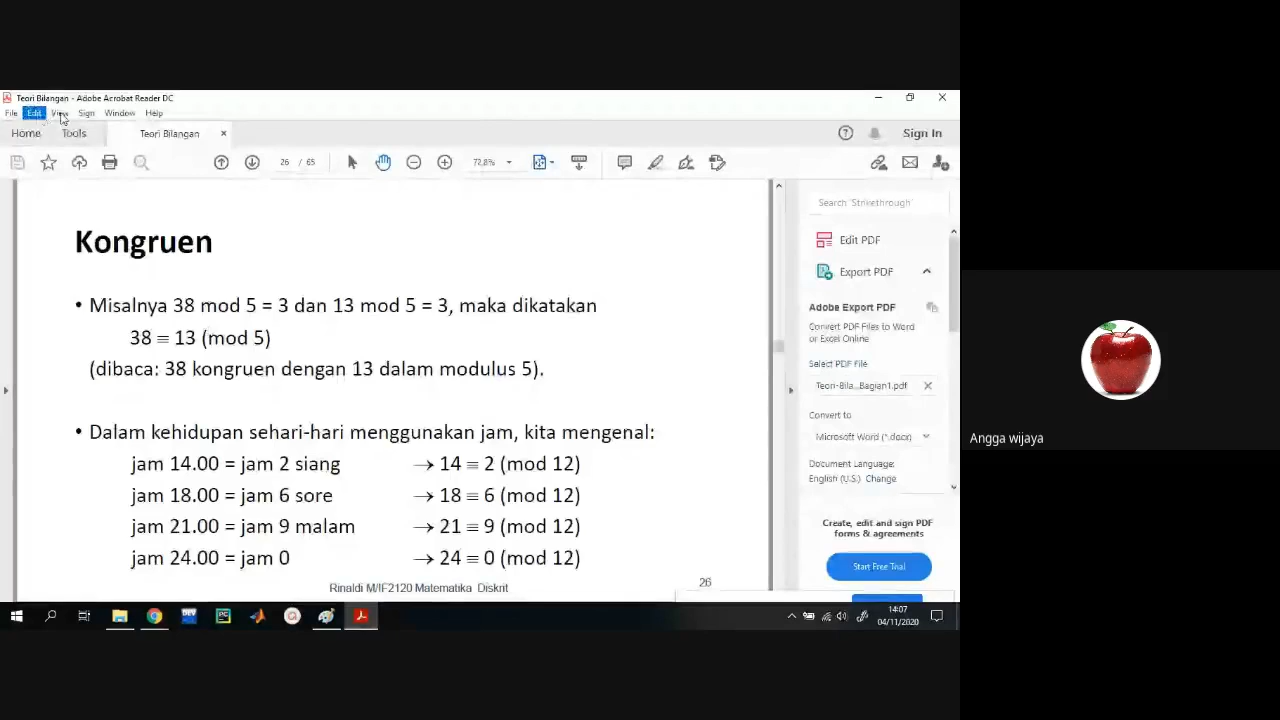 Teori Bilangan - Adobe Acrobat Reader DC
File Edit View Sign Window Help
Home Tools Teori Bilangan × Sign In
26 / 65 72,8%
Search 'Strikethrough'
Kongruen
• Misalnya 38 mod 5 = 3 dan 13 mod 5 = 3, maka dikatakan
38 ≡ 13 (mod 5)
(dibaca: 38 kongruen dengan 13 dalam modulus 5).
• Dalam kehidupan sehari-hari menggunakan jam, kita mengenal:
jam 14.00 = jam 2 siang → 14 ≡ 2 (mod 12)
jam 18.00 = jam 6 sore → 18 ≡ 6 (mod 12)
jam 21.00 = jam 9 malam → 21 ≡ 9 (mod 12)
jam 24.00 = jam 0 → 24 ≡ 0 (mod 12)
Rinaldi M/IF2120 Matematika Diskrit
26
Edit PDF
Export PDF
Adobe Export PDF
Convert PDF Files to Word
or Excel Online
Select PDF File
Teori-Bila...Bagian1.pdf
Convert to
Microsoft Word (*.docx)
Document Language:
English (U.S.) Change
Create, edit and sign PDF
forms & agreements
Start Free Trial
DEV
PC
14:07
04/11/2020
Angga wijaya